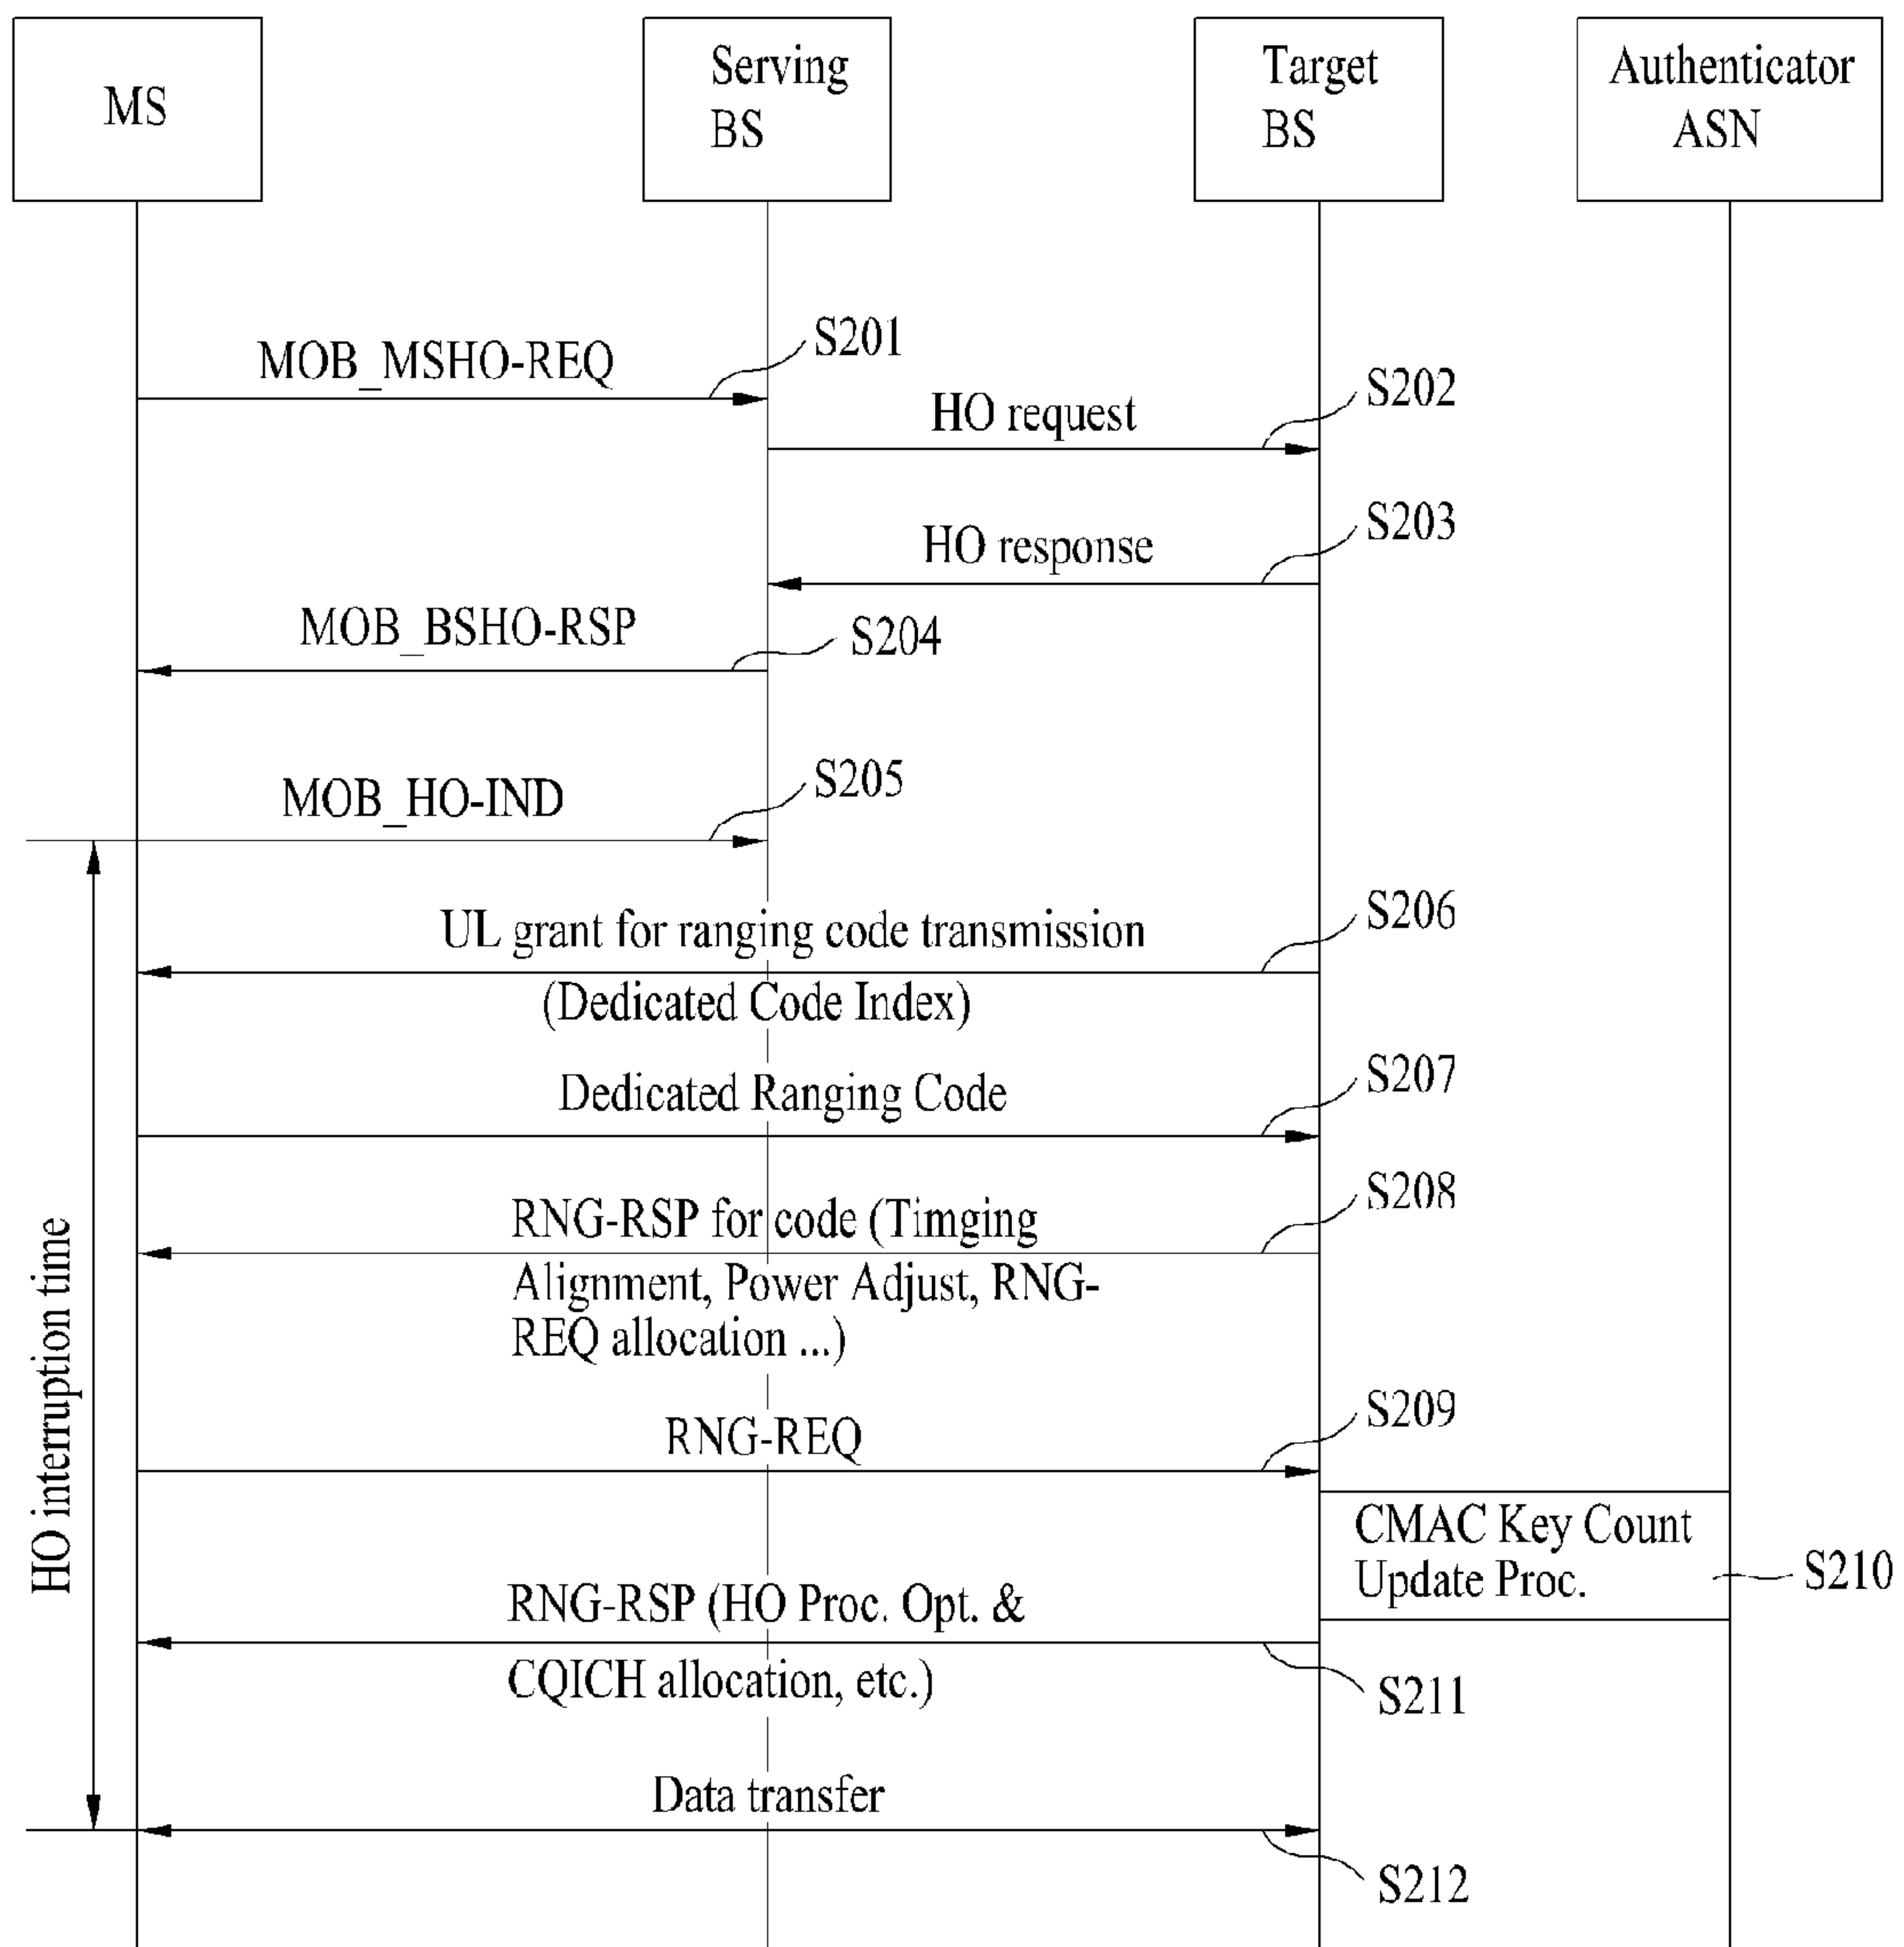 MS
Serving
BS
Target
BS
Authenticator
ASN
MOB_MSHO-REQ
S201
HO request
S202
HO response
S203
MOB_BSHO-RSP
S204
MOB_HO-IND
S205
UL grant for ranging code transmission
(Dedicated Code Index)
S206
Dedicated Ranging Code
S207
RNG-RSP for code (Timging
Alignment, Power Adjust, RNG-
REQ allocation ...)
S208
RNG-REQ
S209
CMAC Key Count
Update Proc.
S210
RNG-RSP (HO Proc. Opt. &
CQICH allocation, etc.)
S211
Data transfer
S212
HO interruption time